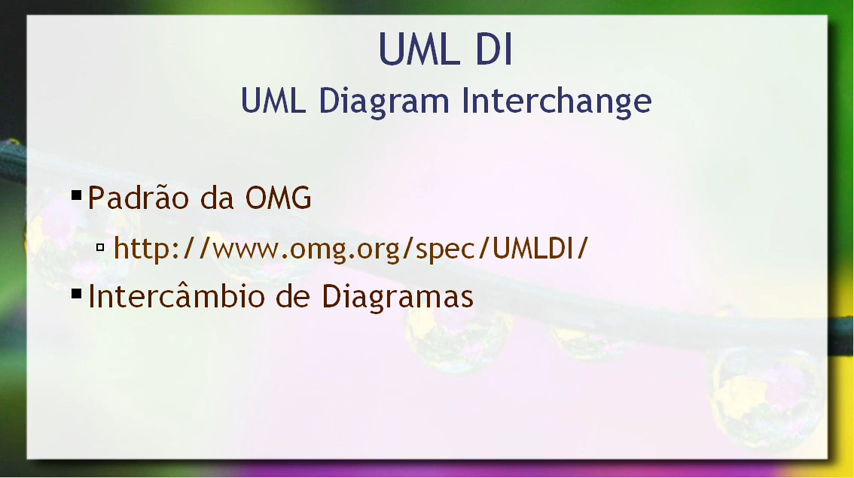 UML DI
UML Diagram Interchange
Padrão da OMG
http://www.omg.org/spec/UMLDI/
Intercâmbio de Diagramas